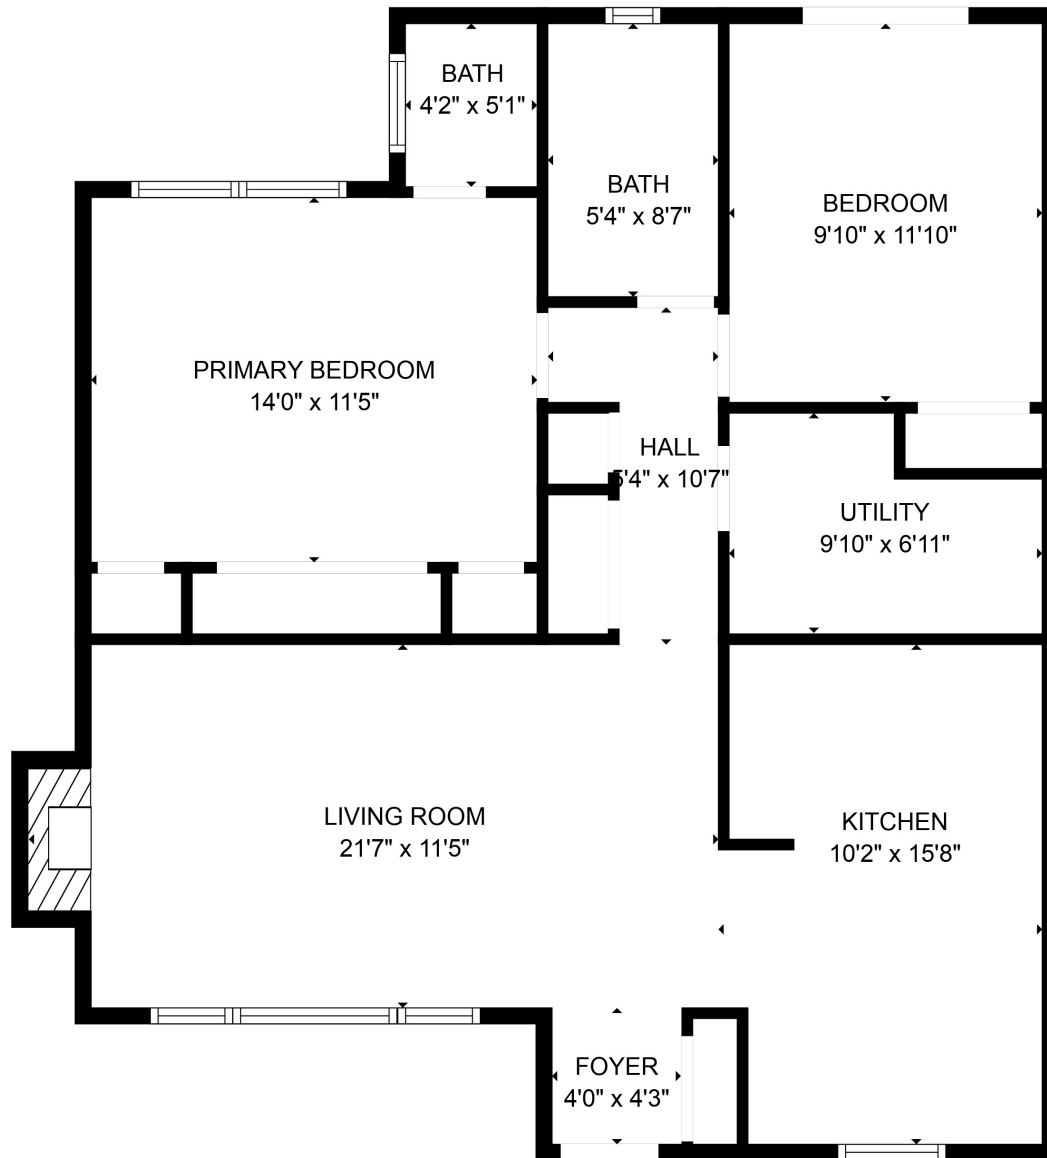 BATH
4'2" x 5'1"
BATH
5'4" x 8'7"
BEDROOM
9'10" x 11'10"
PRIMARY BEDROOM
14'0" x 11'5"
HALL
5'4" x 10'7"
UTILITY
9'10" x 6'11"
LIVING ROOM
21'7" x 11'5"
KITCHEN
10'2" x 15'8"
FOYER
4'0" x 4'3"